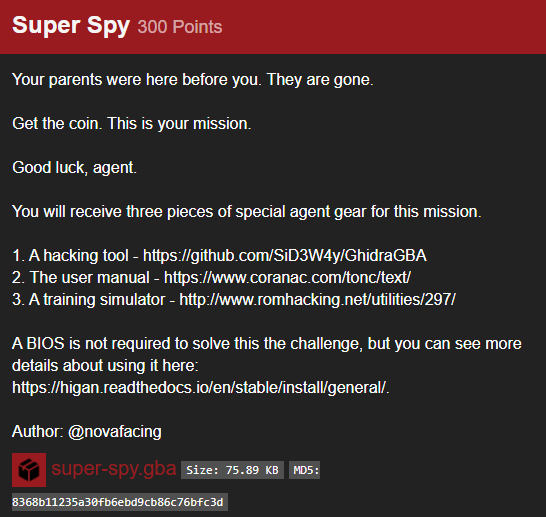 Super Spy 300 Points
Your parents were here before you. They are gone.
Get the coin. This is your mission.
Good luck, agent.
You will receive three pieces of special agent gear for this mission.
1. A hacking tool - https://github.com/SiD3W4y/GhidraGBA
2. The user manual - https://www.coranac.com/tonc/text/
3. A training simulator - http://www.romhacking.net/utilities/297/
A BIOS is not required to solve this the challenge, but you can see more
details about using it here:
https://higan.readthedocs.io/en/stable/install/general/.
Author: @novafacing
super-spy.gba Size: 75.89 KB MD5:
8368b11235a30fb6ebd9cb86c76bfc3d